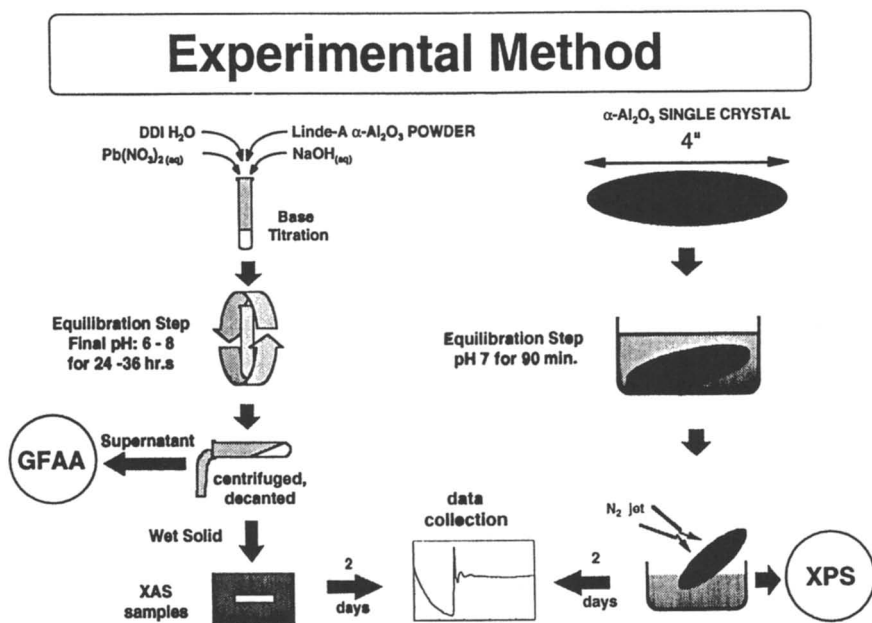 Experimental Method
DDI H₂O
Linde-A α-Al₂O₃ POWDER
Pb(NO₃)₂ (aq)
NaOH(aq)
Base
Titration
Equilibration Step
Final pH: 6 - 8
for 24 -36 hr.s
GFAA
Supernatant
centrifuged,
decanted
Wet Solid
XAS
samples
2
days
data
collection
α-Al₂O₃ SINGLE CRYSTAL
4"
Equilibration Step
pH 7 for 90 min.
N₂ jet
2
days
XPS